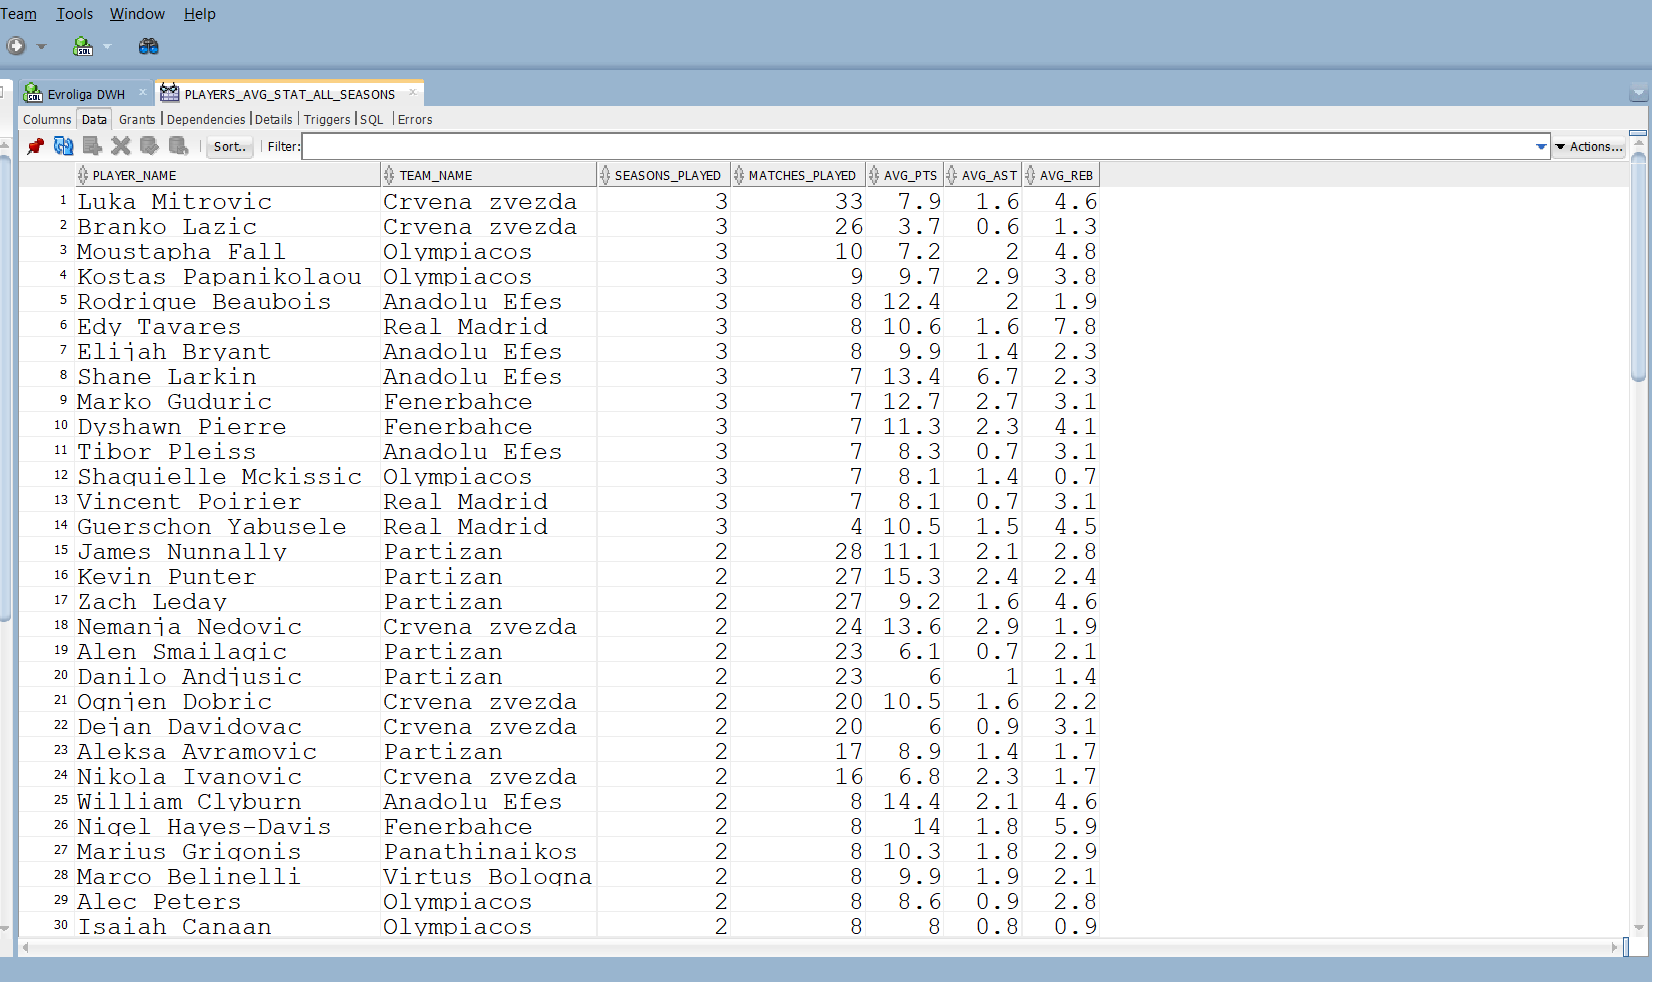 Team Tools Window Help
Evroliga DWH PLAYERS_AVG_STAT_ALL_SEASONS
Columns Data Grants Dependencies Details Triggers SQL Errors
Sort.. Filter: Actions...
PLAYER_NAME TEAM_NAME SEASONS_PLAYED MATCHES_PLAYED AVG_PTS AVG_AST AVG_REB
1 Luka Mitrovic Crvena zvezda 3 33 7.9 1.6 4.6
2 Branko Lazic Crvena zvezda 3 26 3.7 0.6 1.3
3 Moustapha Fall Olympiacos 3 10 7.2 2 4.8
4 Kostas Papanikolaou Olympiacos 3 9 9.7 2.9 3.8
5 Rodrigue Beaubois Anadolu Efes 3 8 12.4 2 1.9
6 Edy Tavares Real Madrid 3 8 10.6 1.6 7.8
7 Elijah Bryant Anadolu Efes 3 8 9.9 1.4 2.3
8 Shane Larkin Anadolu Efes 3 7 13.4 6.7 2.3
9 Marko Guduric Fenerbahce 3 7 12.7 2.7 3.1
10 Dyshawn Pierre Fenerbahce 3 7 11.3 2.3 4.1
11 Tibor Pleiss Anadolu Efes 3 7 8.3 0.7 3.1
12 Shaquielle Mckissic Olympiacos 3 7 8.1 1.4 0.7
13 Vincent Poirier Real Madrid 3 7 8.1 0.7 3.1
14 Guerschon Yabusele Real Madrid 3 4 10.5 1.5 4.5
15 James Nunnally Partizan 2 28 11.1 2.1 2.8
16 Kevin Punter Partizan 2 27 15.3 2.4 2.4
17 Zach Leday Partizan 2 27 9.2 1.6 4.6
18 Nemanja Nedovic Crvena zvezda 2 24 13.6 2.9 1.9
19 Alen Smailagic Partizan 2 23 6.1 0.7 2.1
20 Danilo Andjusic Partizan 2 23 6 1 1.4
21 Ognjen Dobric Crvena zvezda 2 20 10.5 1.6 2.2
22 Dejan Davidovac Crvena zvezda 2 20 6 0.9 3.1
23 Aleksa Avramovic Partizan 2 17 8.9 1.4 1.7
24 Nikola Ivanovic Crvena zvezda 2 16 6.8 2.3 1.7
25 William Clyburn Anadolu Efes 2 8 14.4 2.1 4.6
26 Nigel Hayes-Davis Fenerbahce 2 8 14 1.8 5.9
27 Marius Grigonis Panathinaikos 2 8 10.3 1.8 2.9
28 Marco Belinelli Virtus Bologna 2 8 9.9 1.9 2.1
29 Alec Peters Olympiacos 2 8 8.6 0.9 2.8
30 Isaiah Canaan Olympiacos 2 8 8 0.8 0.9